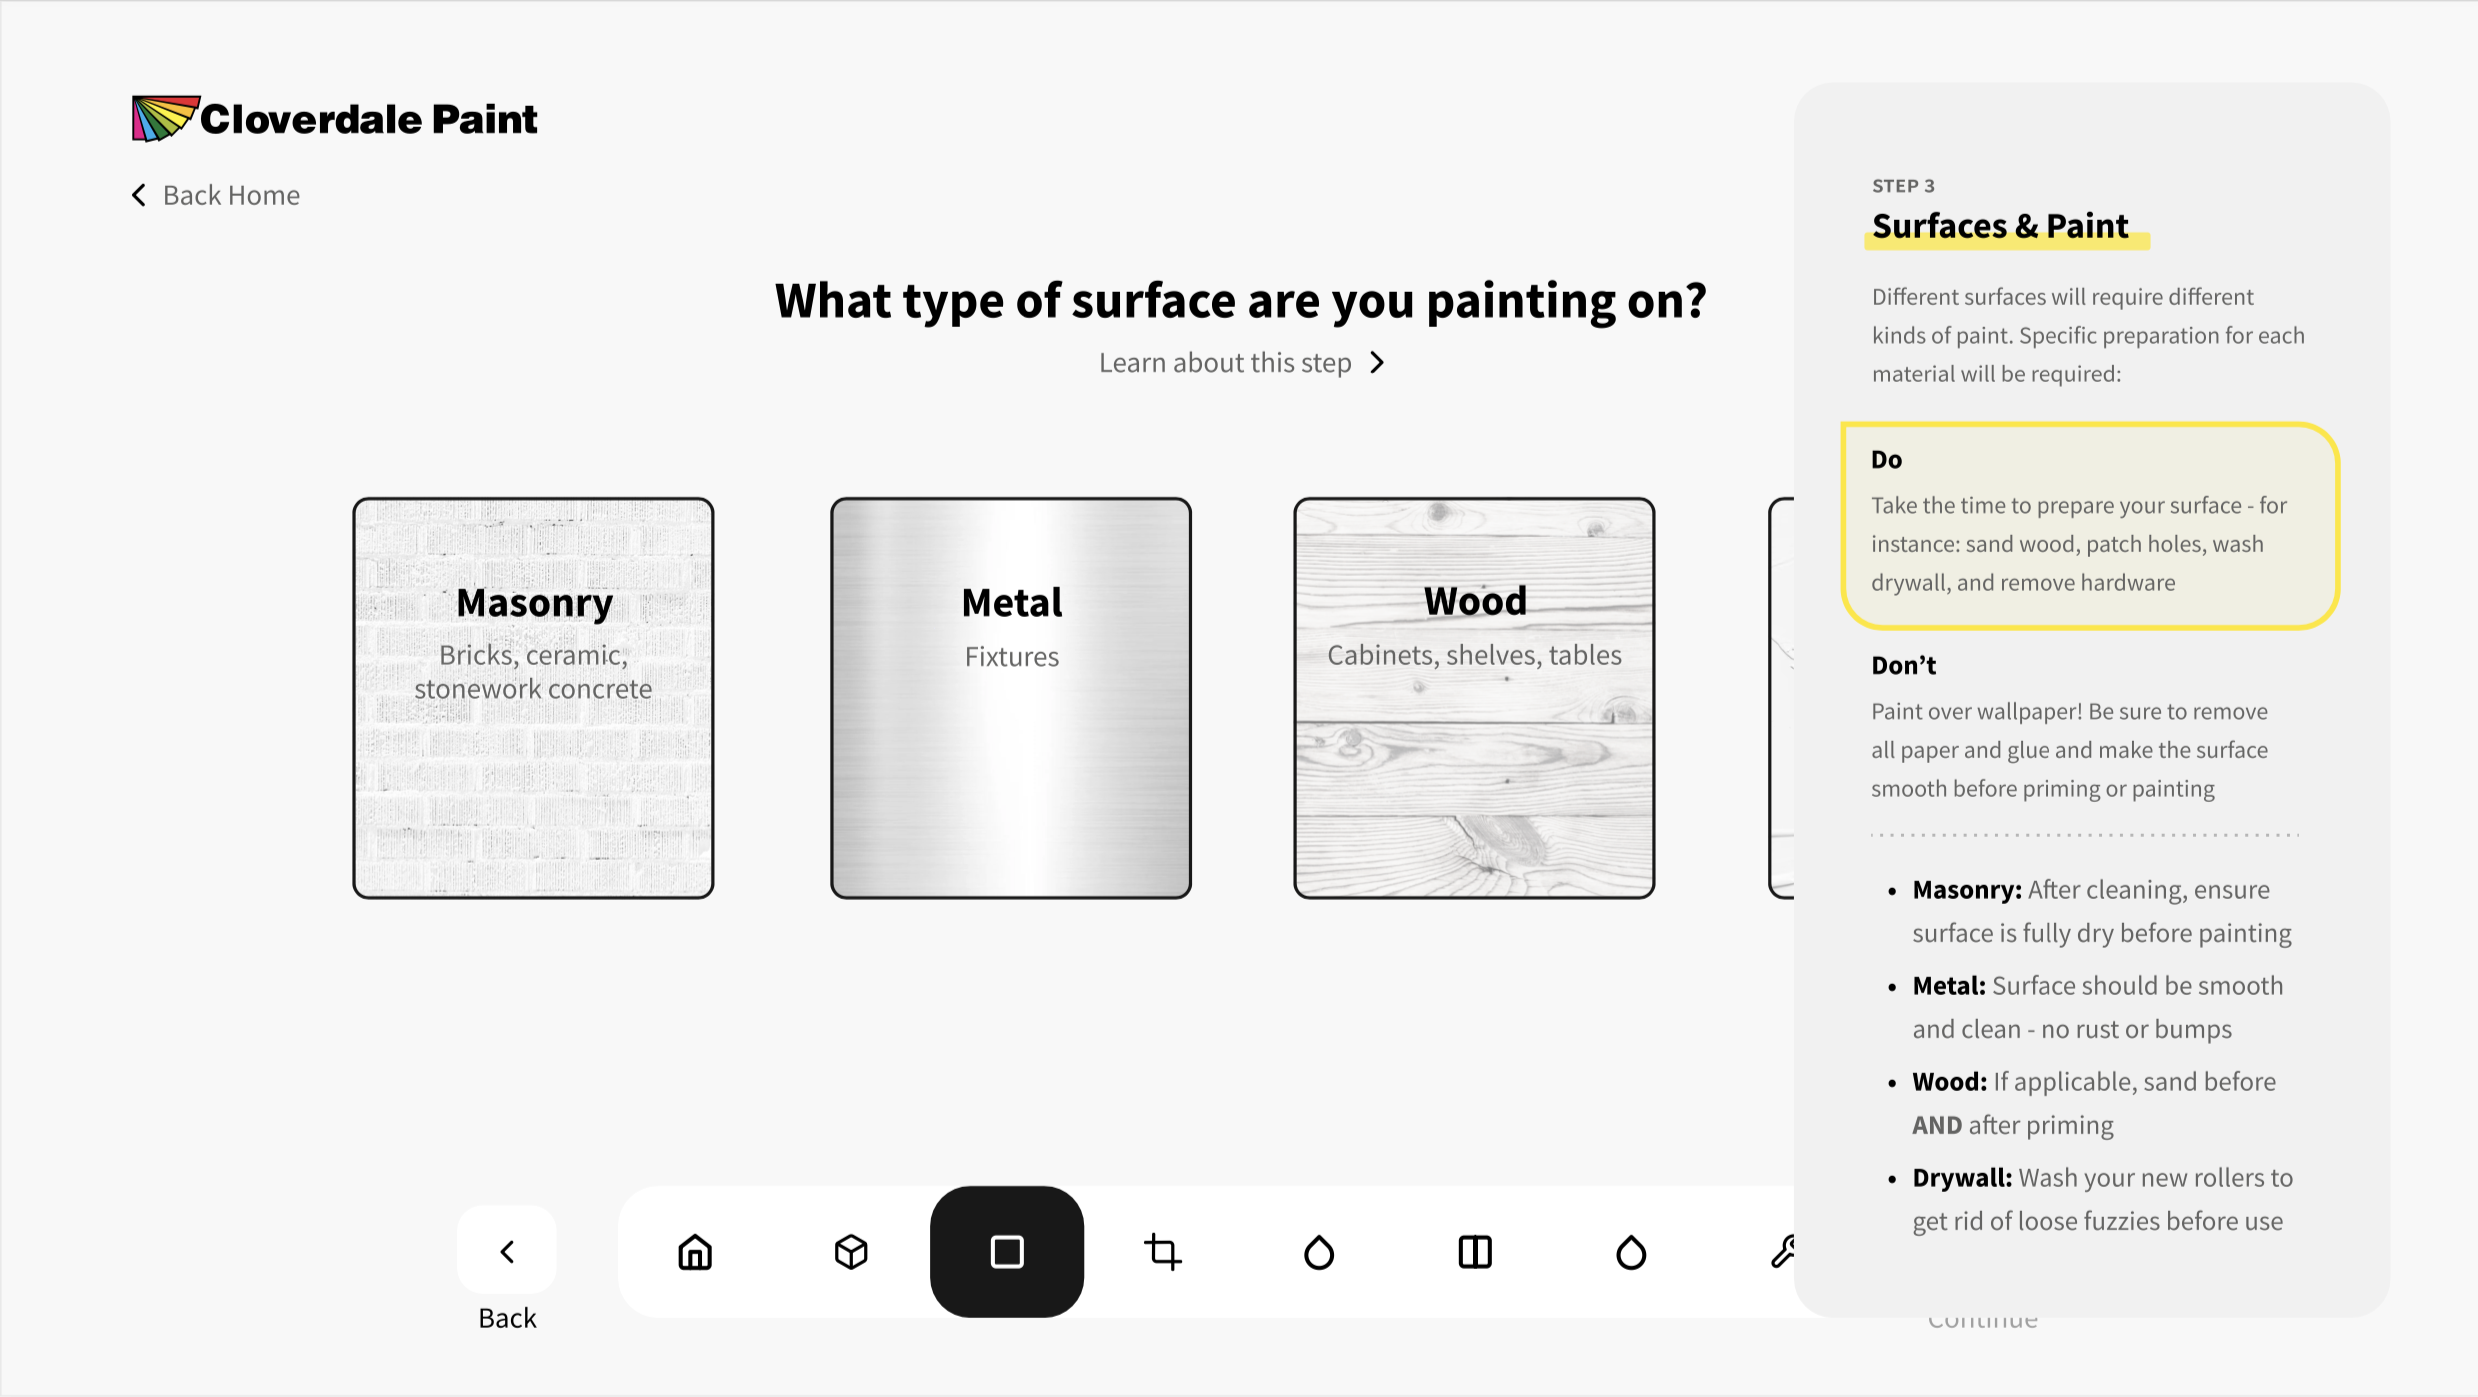 Cloverdale Paint
Back Home
What type of surface are you painting on?
Learn about this step
Masonry
Bricks, ceramic,
stonework concrete
Metal
Fixtures
Wood
Cabinets, shelves, tables
Back
Continue
STEP 3
Surfaces & Paint
Different surfaces will require different
kinds of paint. Specific preparation for each
material will be required:
Do
Take the time to prepare your surface - for
instance: sand wood, patch holes, wash
drywall, and remove hardware
Don’t
Paint over wallpaper! Be sure to remove
all paper and glue and make the surface
smooth before priming or painting
• Masonry: After cleaning, ensure
surface is fully dry before painting
• Metal: Surface should be smooth
and clean - no rust or bumps
• Wood: If applicable, sand before
AND after priming
• Drywall: Wash your new rollers to
get rid of loose fuzzies before use